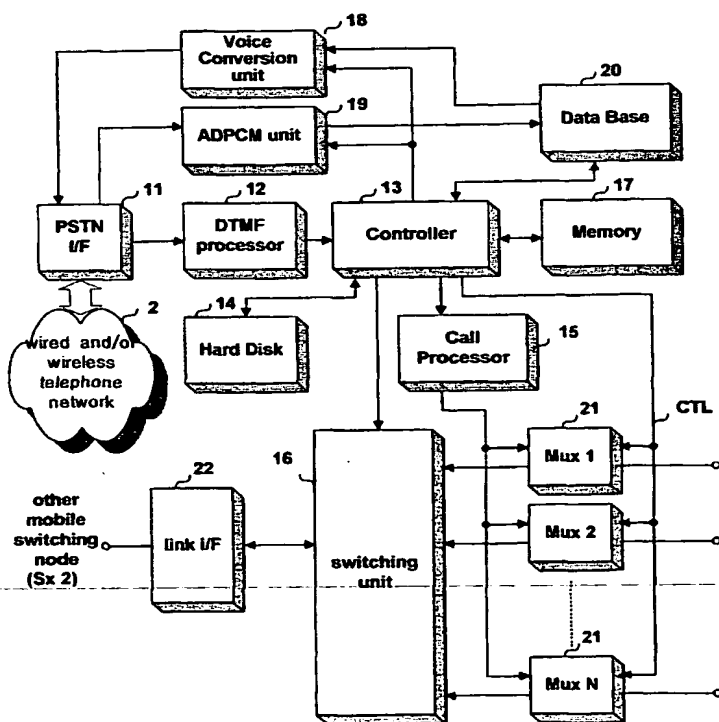 18
Voice
Conversion
unit
20
Data Base
19
ADPCM unit
11
PSTN
I/F
12
DTMF
processor
13
Controller
17
Memory
2
wired and/or
wireless
telephone
network
14
Hard Disk
Call
Processor
15
CTL
21
Mux 1
16
switching
unit
22
link i/F
other
mobile
switching
node
(Sx 2)
Mux 2
21
Mux N